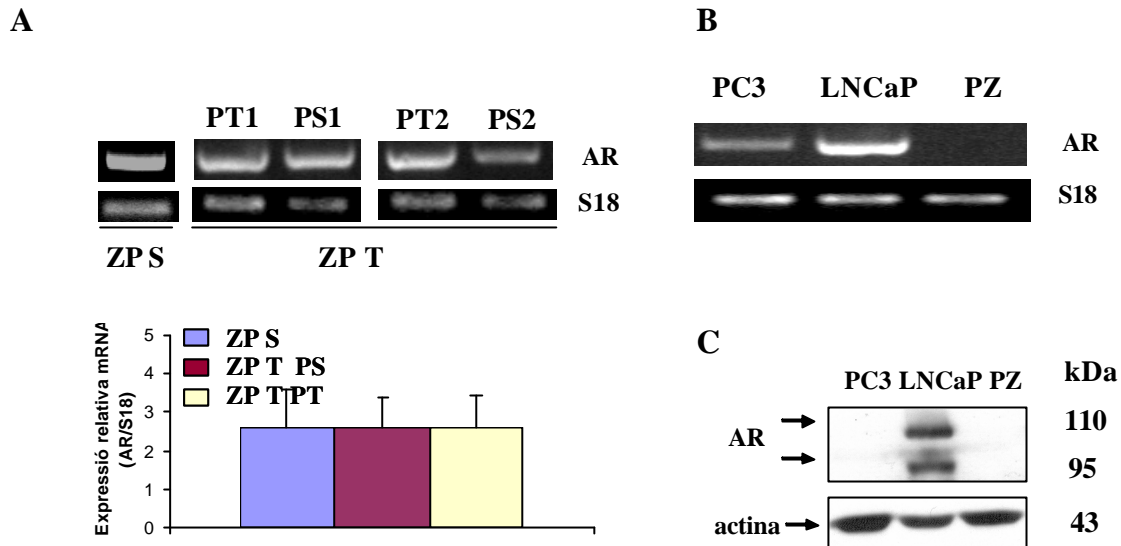 A
PT1 PS1 PT2 PS2
AR
S18
ZP S ZP T
Expressió relativa mRNA
(AR/S18)
5
4
3
2
1
0
ZP S
ZP T PS
ZP T PT
B
PC3 LNCaP PZ
AR
S18
C
PC3 LNCaP PZ kDa
AR
110
95
actina 43